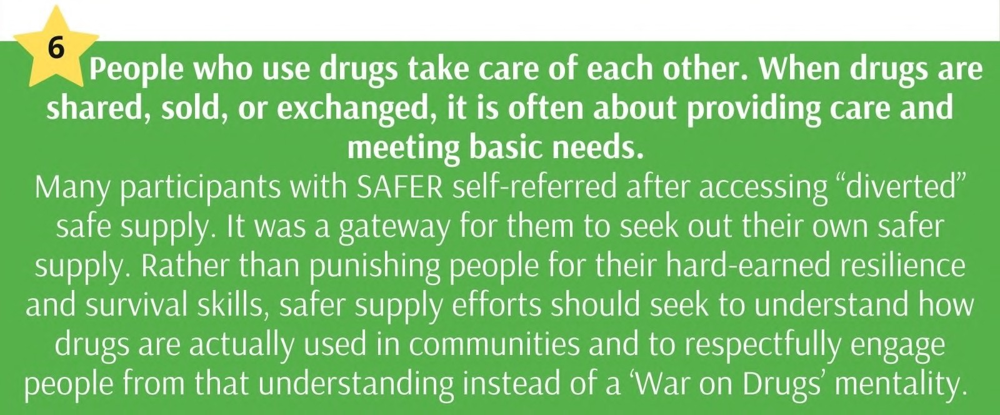 6
People who use drugs take care of each other. When drugs are
shared, sold, or exchanged, it is often about providing care and
meeting basic needs.
Many participants with SAFER self-referred after accessing “diverted”
safe supply. It was a gateway for them to seek out their own safer
supply. Rather than punishing people for their hard-earned resilience
and survival skills, safer supply efforts should seek to understand how
drugs are actually used in communities and to respectfully engage
people from that understanding instead of a ‘War on Drugs’ mentality.